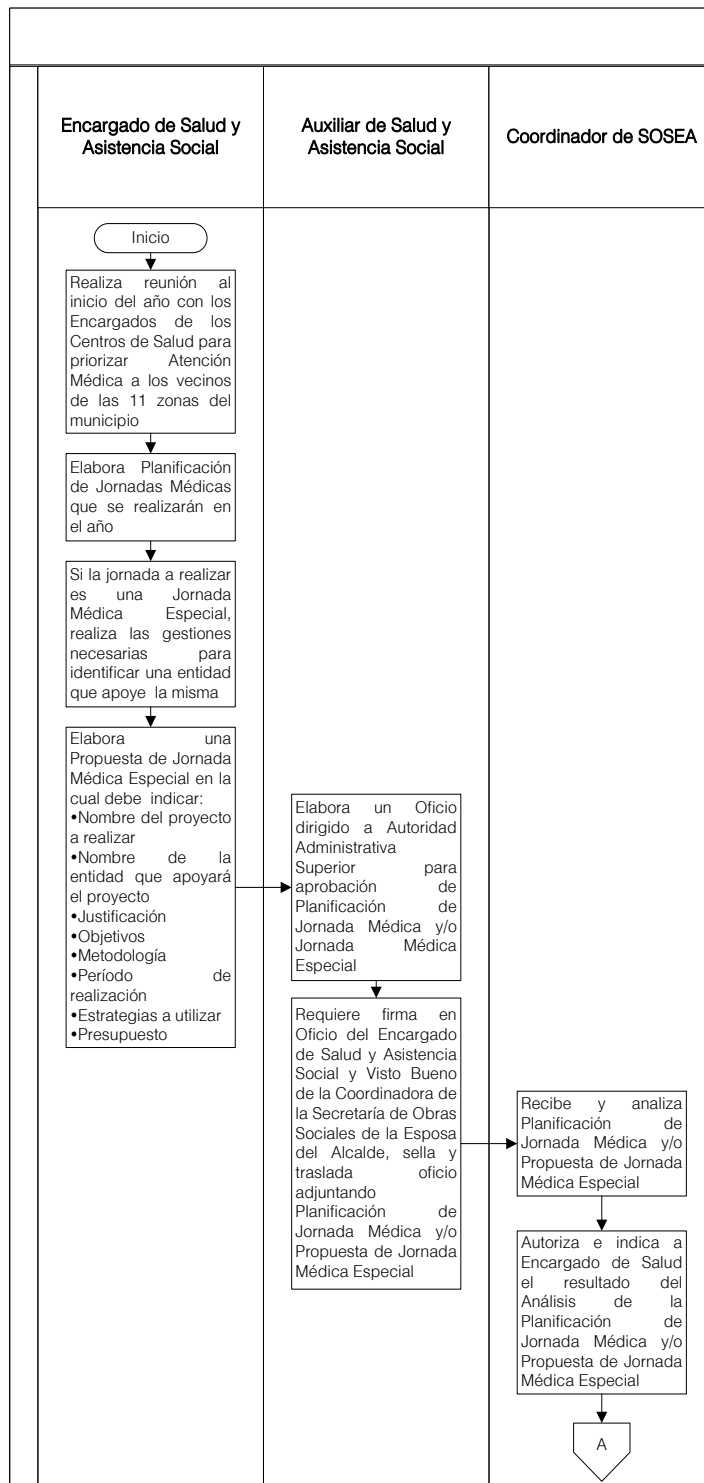 Encargado de Salud y
Asistencia Social
Auxiliar de Salud y
Asistencia Social
Coordinador de SOSEA
Inicio
Realiza reunión al
inicio del año con los
Encargados de los
Centros de Salud para
priorizar Atención
Médica a los vecinos
de las 11 zonas del
municipio
Elabora Planificación
de Jornadas Médicas
que se realizarán en
el año
Si la jornada a realizar
es una Jornada
Médica Especial,
realiza las gestiones
necesarias para
identificar una entidad
que apoye la misma
Elabora una
Propuesta de Jornada
Médica Especial en la
cual debe indicar:
•Nombre del proyecto
a realizar
•Nombre de la
entidad que apoyará
el proyecto
•Justificación
•Objetivos
•Metodología
•Período de
realización
•Estrategias a utilizar
•Presupuesto
Elabora un Oficio
dirigido a Autoridad
Administrativa
Superior para
aprobación de
Planificación de
Jornada Médica y/o
Jornada Médica
Especial
Requiere firma en
Oficio del Encargado
de Salud y Asistencia
Social y Visto Bueno
de la Coordinadora de
la Secretaría de Obras
Sociales de la Esposa
del Alcalde, sella y
traslada oficio
adjuntando
Planificación de
Jornada Médica y/o
Propuesta de Jornada
Médica Especial
Recibe y analiza
Planificación de
Jornada Médica y/o
Propuesta de Jornada
Médica Especial
Autoriza e indica a
Encargado de Salud
el resultado del
Análisis de la
Planificación de
Jornada Médica y/o
Propuesta de Jornada
Médica Especial
A